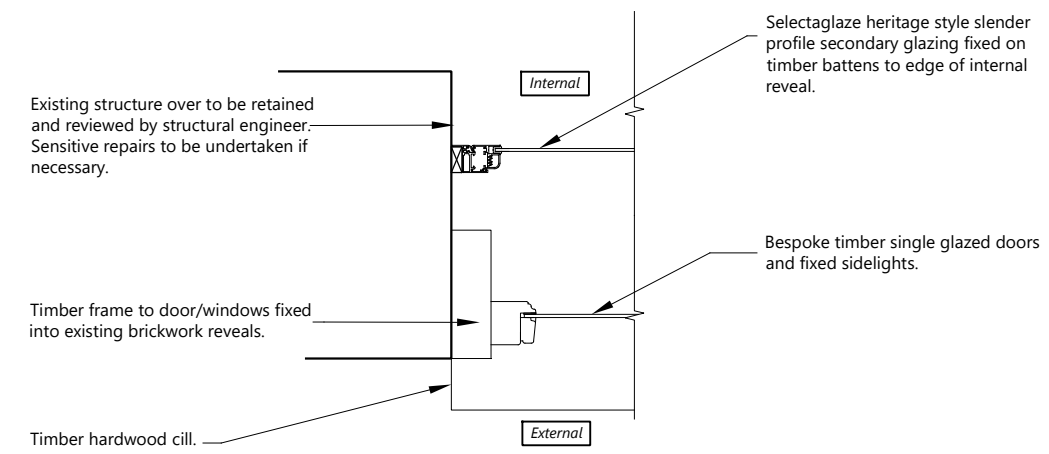 Selectaglaze heritage style slender
profile secondary glazing fixed on
timber battens to edge of internal
reveal.
Internal
Existing structure over to be retained
and reviewed by structural engineer.
Sensitive repairs to be undertaken if
necessary.
Bespoke timber single glazed doors
and fixed sidelights.
Timber frame to door/windows fixed
into existing brickwork reveals.
Timber hardwood cill.
External